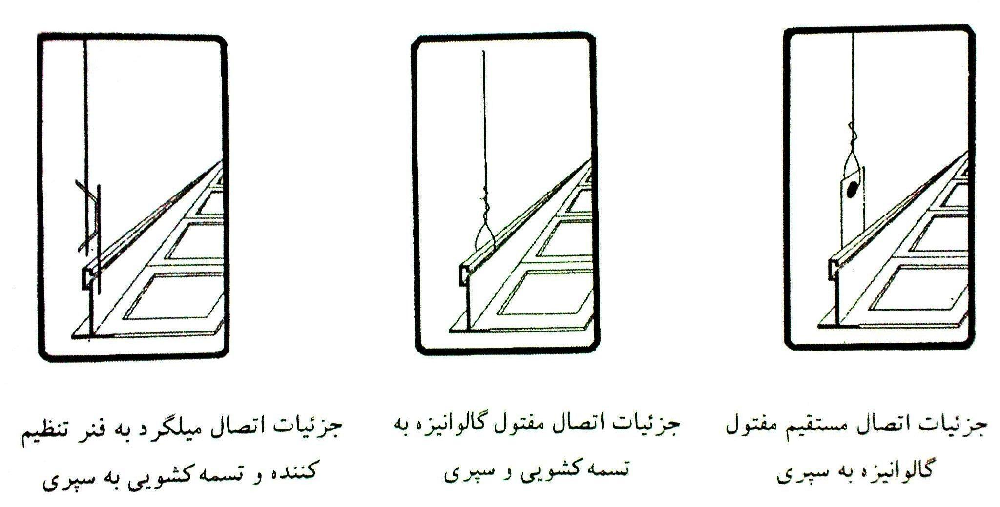 جزئیات اتصال مستقیم مفتول
گالوانیزه به سپری
جزئیات اتصال مفتول گالوانیزه به
تسمه کشویی و سپری
جزئیات اتصال میلگرد به فنر تنظیم
کننده و تسمه کشویی به سپری